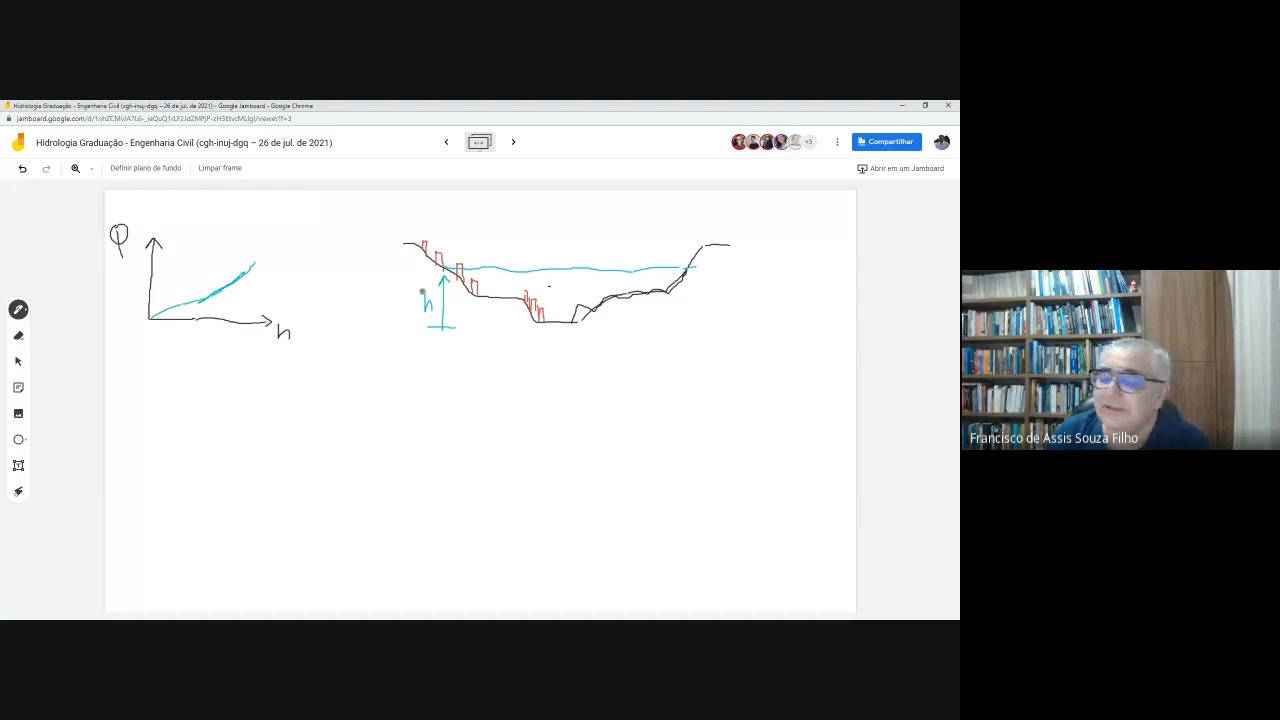 Hidrologia Graduação - Engenharia Civil (cgh-inuj-dgq – 26 de jul. de 2021) - Google Jamboard - Google Chrome
Hidrologia Graduação - Engenharia Civil (cgh-inuj-dgq – 26 de jul. de 2021)
+3
Compartilhar
Definir plano de fundo
Limpar frame
Abrir em um Jamboard
Q
h
h
Francisco de Assis Souza Filho